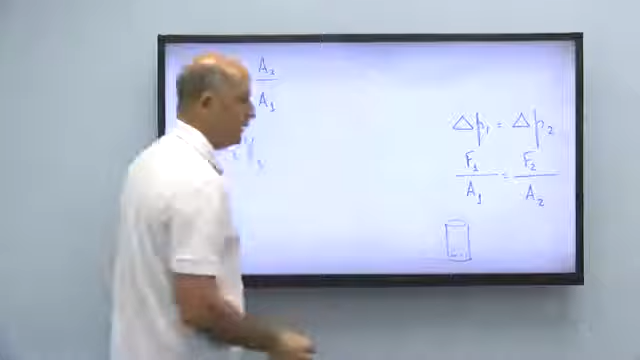 A₂
A₁
Δp₁ = Δp₂
F₁ = F₂
A₁ A₂